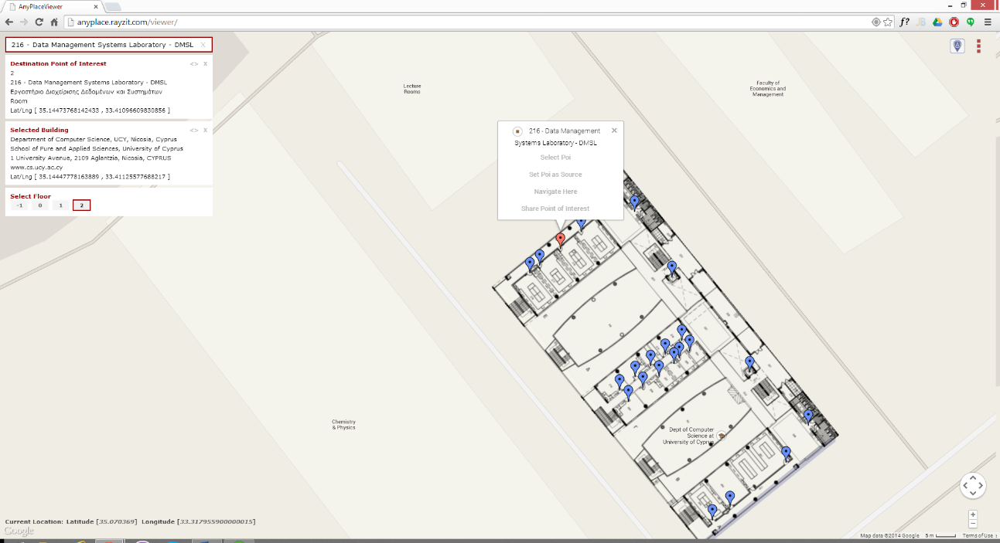 AnyPlaceViewer
anyplace.rayzit.com/viewer/
f?
216 - Data Management Systems Laboratory - DMSL X
Destination Point of Interest <> X
2
216 - Data Management Systems Laboratory - DMSL
Εργαστήριο Διαχείρισης Δεδομένων και Συστημάτων
Room
Lat/Lng [ 35.14473768142433 , 33.41096609830856 ]
Selected Building <> X
Department of Computer Science, UCY, Nicosia, Cyprus
School of Pure and Applied Sciences, University of Cyprus
1 University Avenue, 2109 Aglantzia, Nicosia, CYPRUS
www.cs.ucy.ac.cy
Lat/Lng [ 35.14447778163889 , 33.41125577688217 ]
Select Floor
-1 0 1 2
Lecture
Rooms
Faculty of
Economics and
Management
216 - Data Management
Systems Laboratory - DMSL
Select Poi
Set Poi as Source
Navigate Here
Share Point of Interest
Chemistry
& Physics
Dept of Computer
Science at
University of Cyprus
Current Location: Latitude [35.070369] Longitude [33.317955900000015]
Google
Map data ©2014 Google 5 m Terms of Use